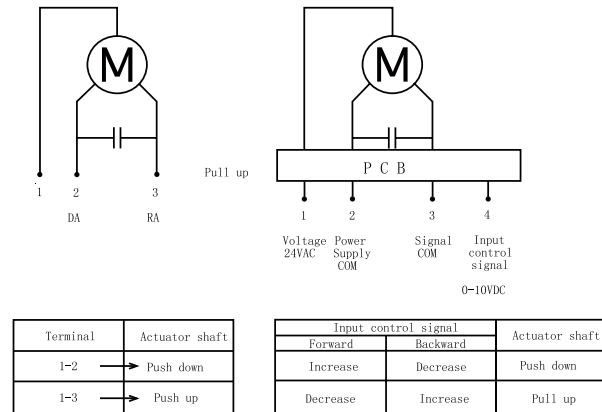 M
M
P C B
Pull up
1 2 3
DA RA
1 2 3 4
Voltage Power Signal Input
24VAC Supply COM control
COM signal
0-10VDC
Terminal Actuator shaft
1-2 Push down
1-3 Push up
Input control signal Actuator shaft
Forward Backward
Increase Decrease Push down
Decrease Increase Pull up